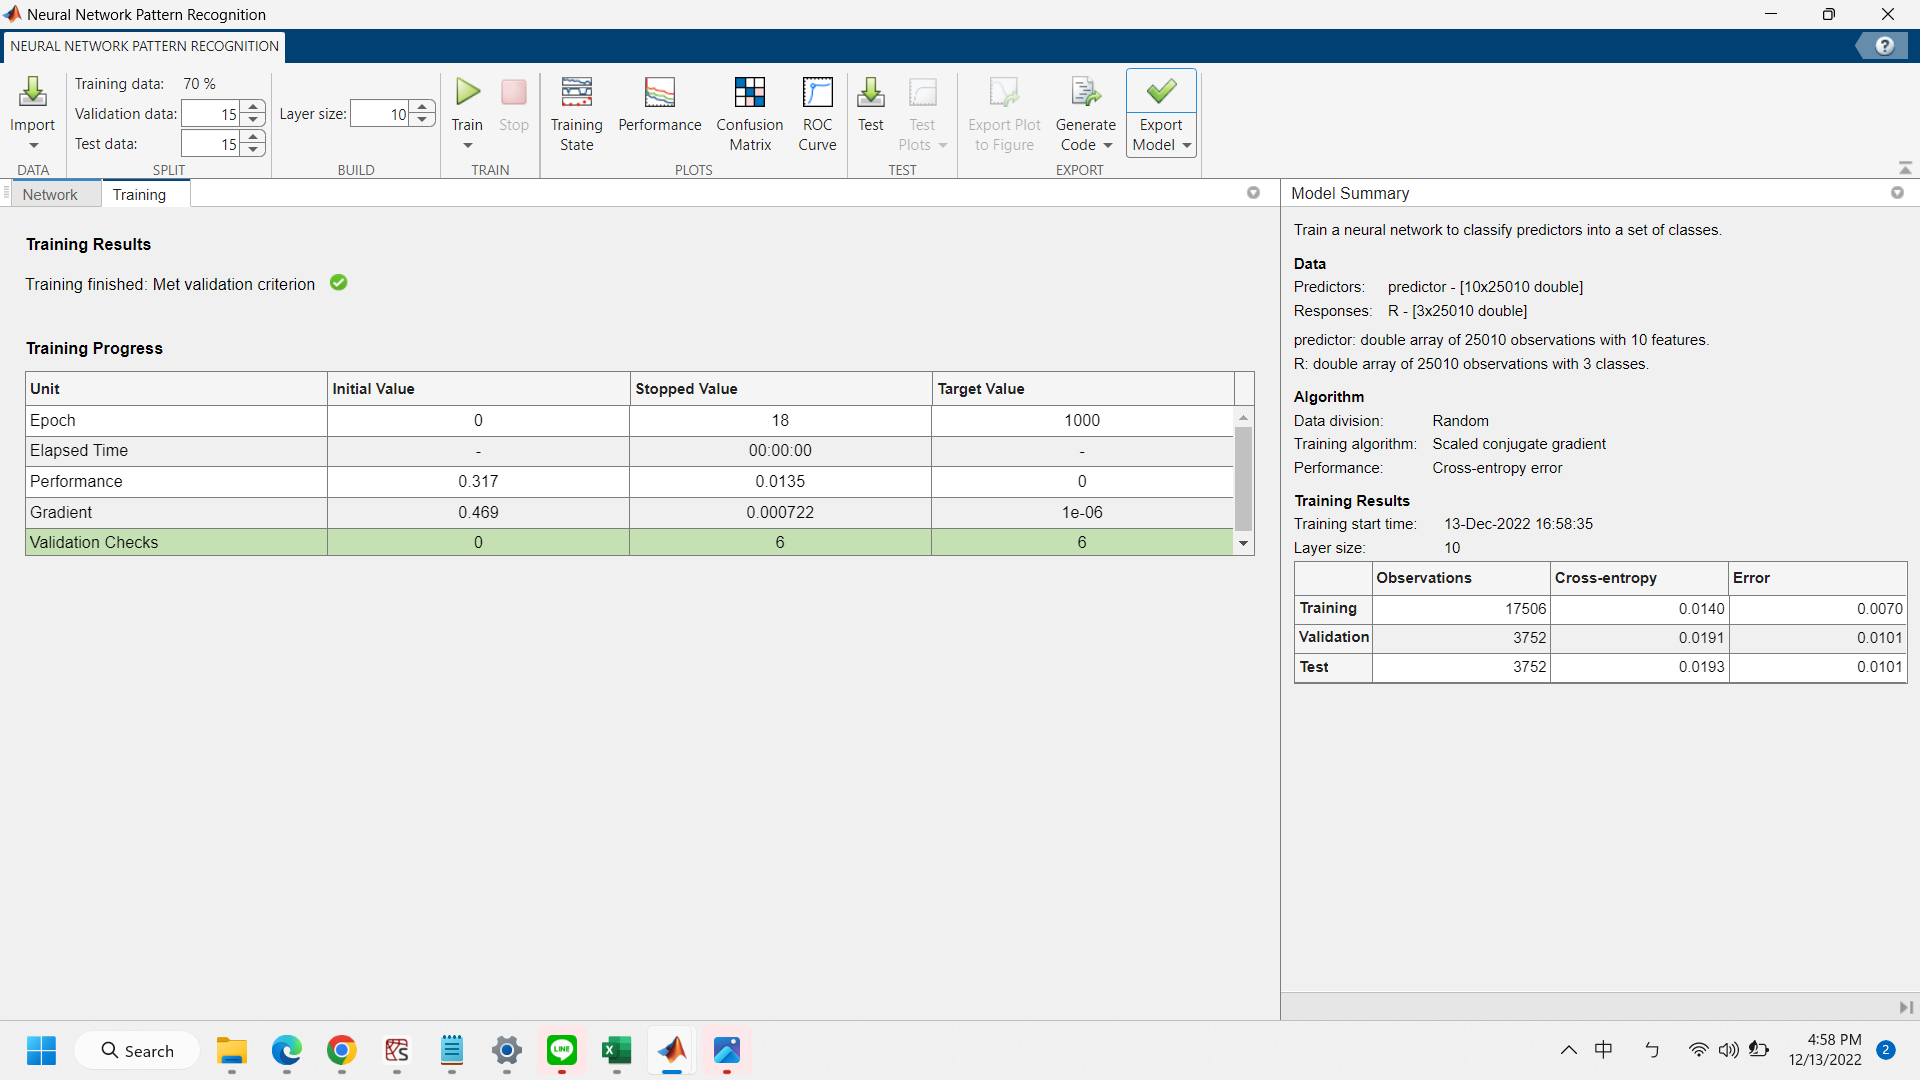 Neural Network Pattern Recognition
NEURAL NETWORK PATTERN RECOGNITION
?
Import
DATA
Training data: 70 %
Validation data: 15
Test data: 15
SPLIT
Layer size: 10
BUILD
Train
Stop
TRAIN
Training State
Performance
Confusion Matrix
ROC Curve
PLOTS
Test
Test Plots
TEST
Export Plot to Figure
Generate Code
Export Model
EXPORT
Network
Training
Training Results
Training finished: Met validation criterion
Training Progress
Unit Initial Value Stopped Value Target Value
Epoch 0 18 1000
Elapsed Time - 00:00:00 -
Performance 0.317 0.0135 0
Gradient 0.469 0.000722 1e-06
Validation Checks 0 6 6
Model Summary
Train a neural network to classify predictors into a set of classes.
Data
Predictors: predictor - [10x25010 double]
Responses: R - [3x25010 double]
predictor: double array of 25010 observations with 10 features.
R: double array of 25010 observations with 3 classes.
Algorithm
Data division: Random
Training algorithm: Scaled conjugate gradient
Performance: Cross-entropy error
Training Results
Training start time: 13-Dec-2022 16:58:35
Layer size: 10
Observations Cross-entropy Error
Training 17506 0.0140 0.0070
Validation 3752 0.0191 0.0101
Test 3752 0.0193 0.0101
Search
LINE
中
ㄅ
4:58 PM
12/13/2022
2